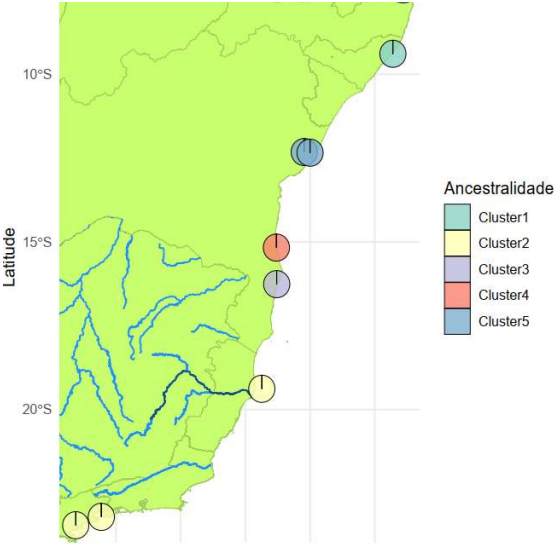 10°S
Ancestralidade
Cluster1
Cluster2
Cluster3
Cluster4
Cluster5
15°S
Latitude
20°S